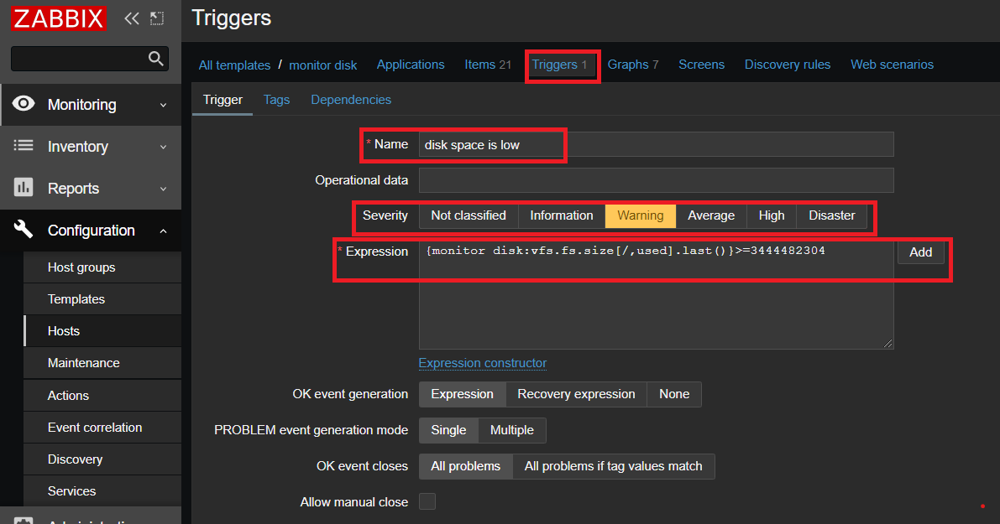 ZABBIX
Triggers
All templates / monitor disk Applications Items 21 Triggers 1 Graphs 7 Screens Discovery rules Web scenarios
Trigger Tags Dependencies
Monitoring
Inventory
Reports
Configuration
Host groups
Templates
Hosts
Maintenance
Actions
Event correlation
Discovery
Services
* Name disk space is low
Operational data
Severity Not classified Information Warning Average High Disaster
* Expression {monitor disk:vfs.fs.size[/,used].last()}>=3444482304 Add
Expression constructor
OK event generation Expression Recovery expression None
PROBLEM event generation mode Single Multiple
OK event closes All problems All problems if tag values match
Allow manual close